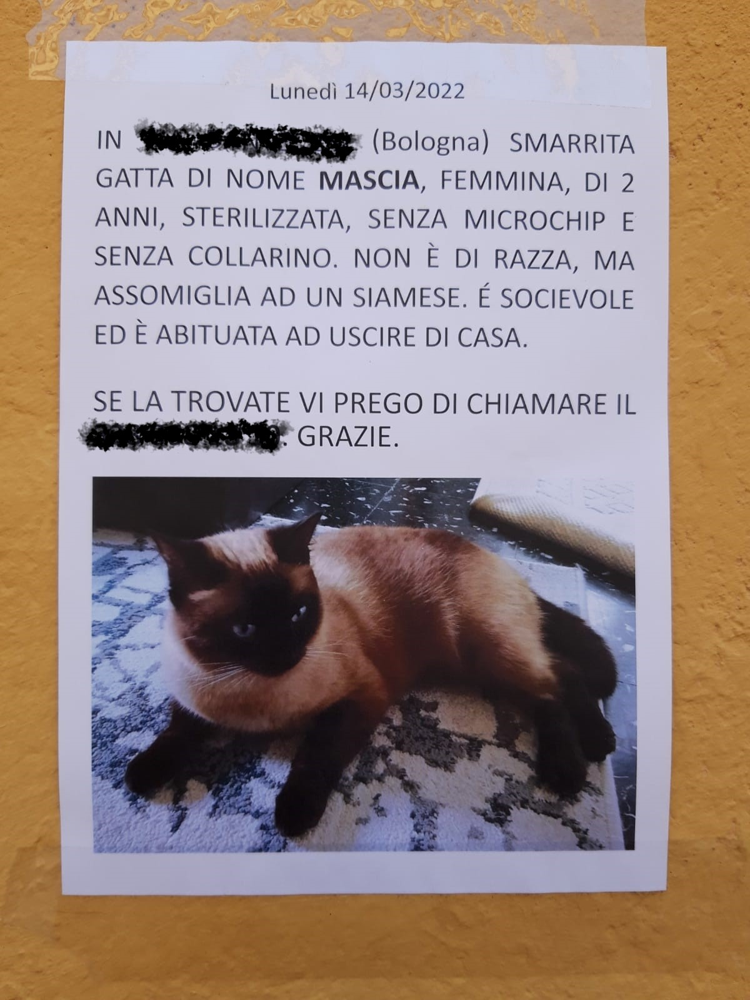 Lunedì 14/03/2022
IN (Bologna) SMARRITA
GATTA DI NOME MASCIA, FEMMINA, DI 2
ANNI, STERILIZZATA, SENZA MICROCHIP E
SENZA COLLARINO. NON È DI RAZZA, MA
ASSOMIGLIA AD UN SIAMESE. É SOCIEVOLE
ED È ABITUATA AD USCIRE DI CASA.
SE LA TROVATE VI PREGO DI CHIAMARE IL
. GRAZIE.